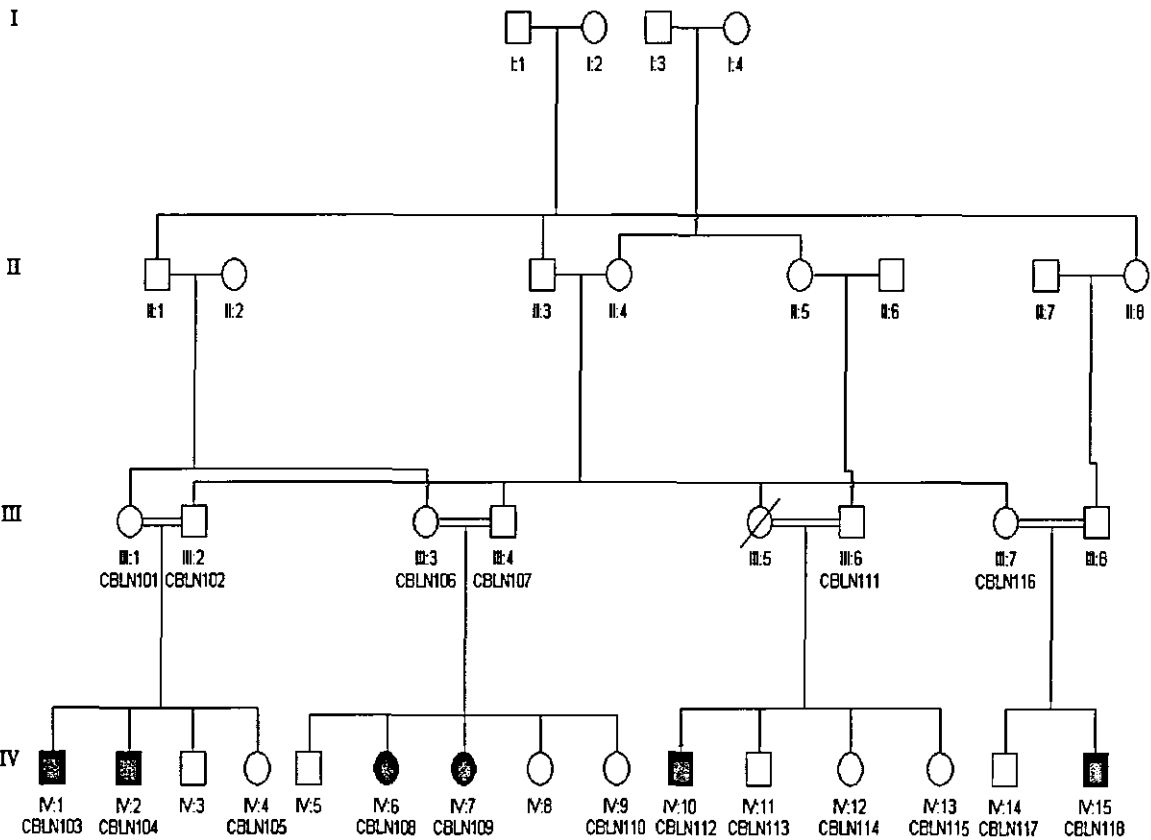 I
I:1 I:2 I:3 I:4
II
II:1 II:2 II:3 II:4 II:5 II:6 II:7 II:8
III
III:1 III:2 III:3 III:4 III:5 III:6 III:7 III:8
CBLN101 CBLN102 CBLN106 CBLN107 CBLN111 CBLN116
IV
IV:1 IV:2 IV:3 IV:4 IV:5 IV:6 IV:7 IV:8 IV:9 IV:10 IV:11 IV:12 IV:13 IV:14 IV:15
CBLN103 CBLN104 CBLN105 CBLN108 CBLN109 CBLN110 CBLN112 CBLN113 CBLN114 CBLN115 CBLN117 CBLN118